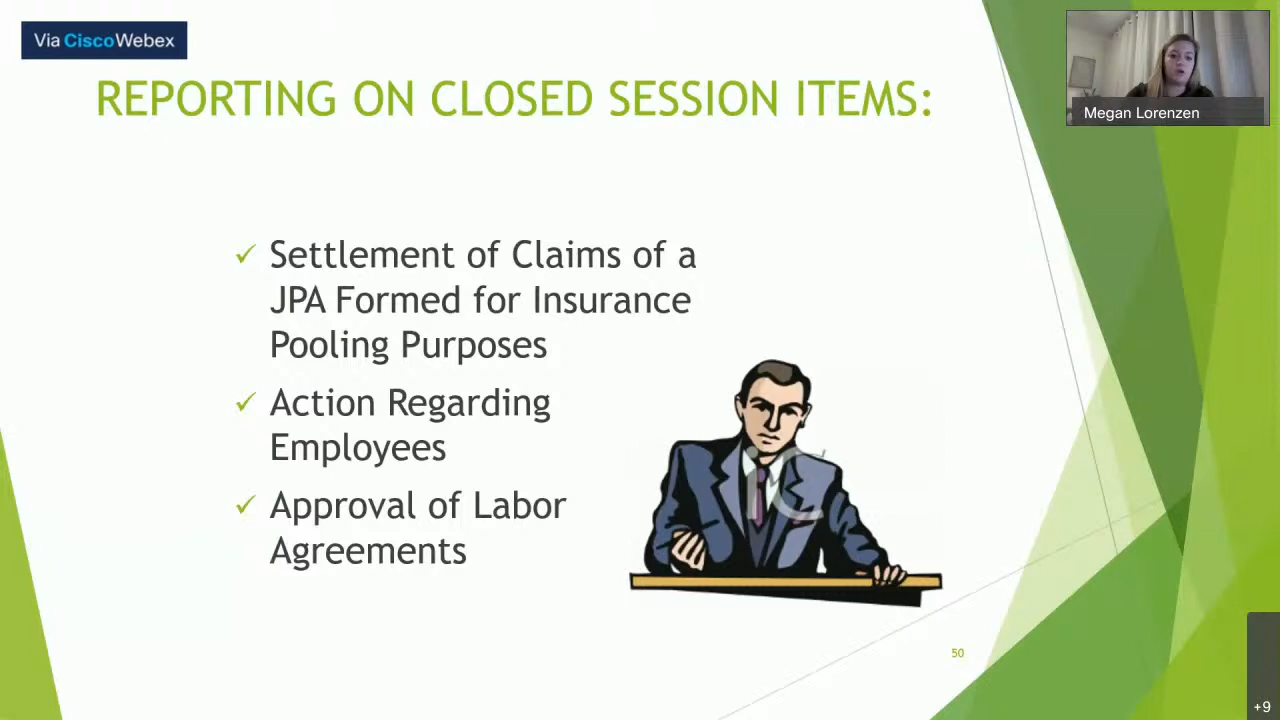 Via CiscoWebex
REPORTING ON CLOSED SESSION ITEMS:
Megan Lorenzen
✓ Settlement of Claims of a
JPA Formed for Insurance
Pooling Purposes
✓ Action Regarding
Employees
✓ Approval of Labor
Agreements
iC
50
+9